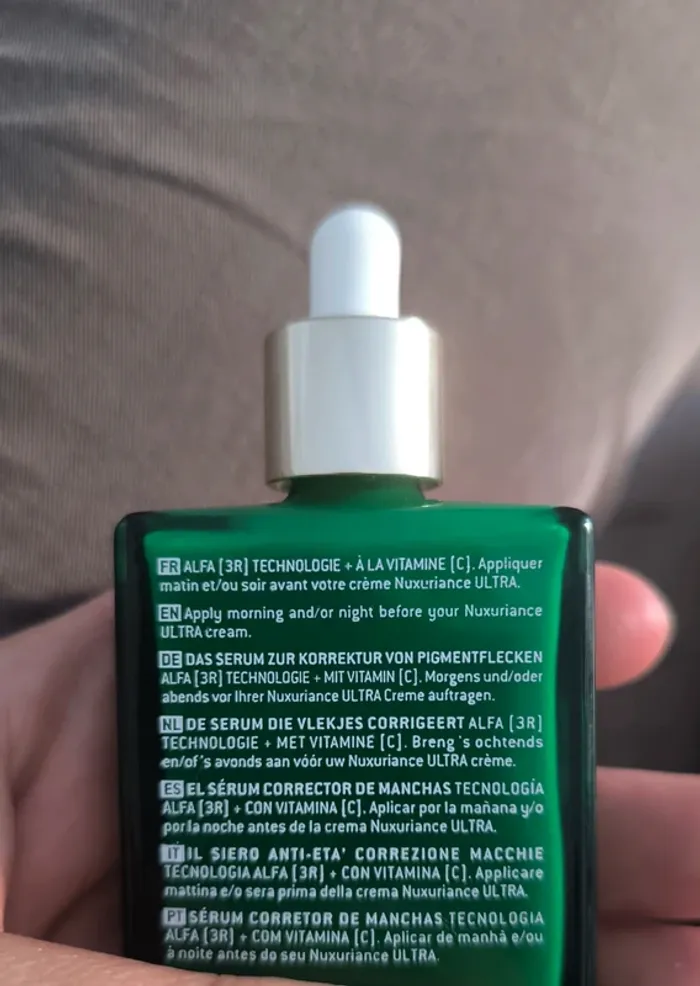 FR ALFA [3R] TECHNOLOGIE + À LA VITAMINE [C]. Appliquer
matin et/ou soir avant votre crème Nuxuriance ULTRA.
EN Apply morning and/or night before your Nuxuriance
ULTRA cream.
DE DAS SERUM ZUR KORREKTUR VON PIGMENTFLECKEN
ALFA [3R] TECHNOLOGIE + MIT VITAMIN [C]. Morgens und/oder
abends vor Ihrer Nuxuriance ULTRA Creme auftragen.
NL DE SERUM DIE VLEKJES CORRIGEERT ALFA [3R]
TECHNOLOGIE + MET VITAMINE [C]. Breng 's ochtends
en/of 's avonds aan vóór uw Nuxuriance ULTRA crème.
ES EL SÉRUM CORRECTOR DE MANCHAS TECNOLOGÍA
ALFA [3R] + CON VITAMINA [C]. Aplicar por la mañana y/o
por la noche antes de la crema Nuxuriance ULTRA.
IT IL SIERO ANTI-ETA' CORREZIONE MACCHIE
TECNOLOGIA ALFA [3R] + CON VITAMINA [C]. Applicare
mattina e/o sera prima della crema Nuxuriance ULTRA.
PT SÉRUM CORRETOR DE MANCHAS TECNOLOGIA
ALFA [3R] + COM VITAMINA [C]. Aplicar de manhã e/ou
à noite antes do seu Nuxuriance ULTRA.